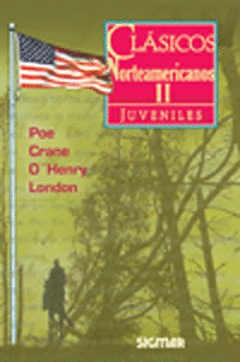 CLÁSICOS
Norteamericanos
II
JUVENILES
Poe
Crane
O´Henry
London
SIGMAR